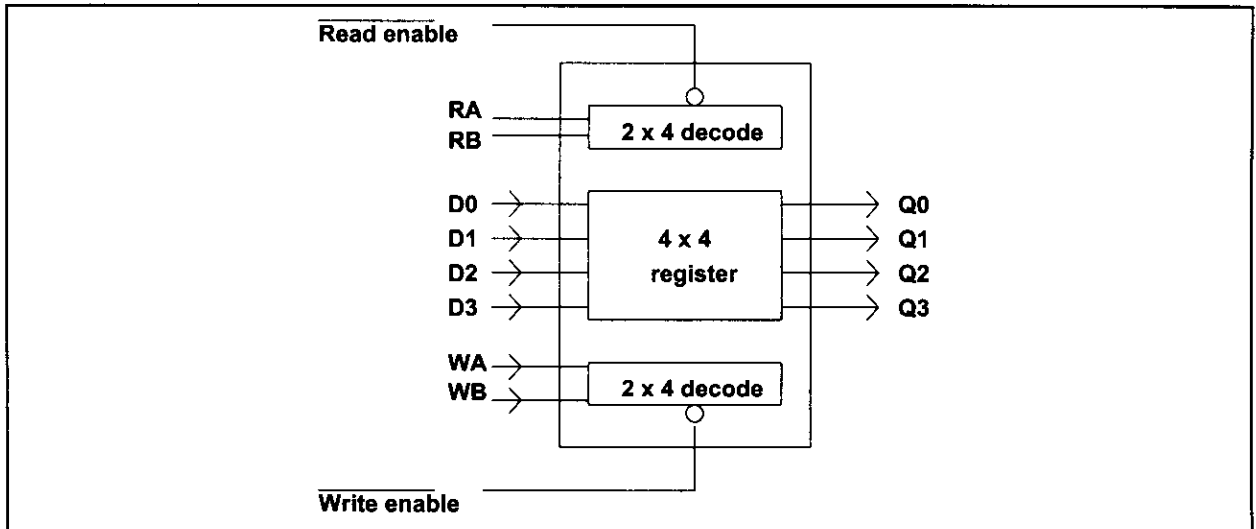 Read enable
RA
2 x 4 decode
RB
D0
Q0
D1
4 x 4
Q1
D2
register
Q2
D3
Q3
WA
2 x 4 decode
WB
Write enable